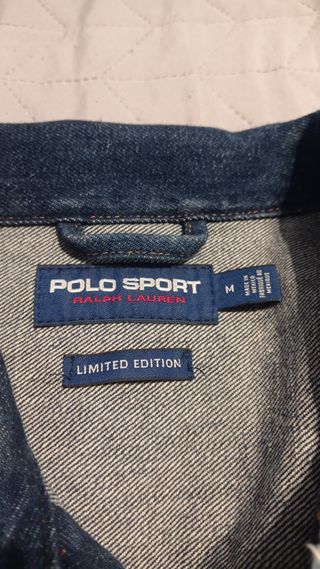 POLO SPORT
RALPH LAUREN
M
MADE IN
MEXICO
FABRIQUÉ AU
MEXIQUE
LIMITED EDITION